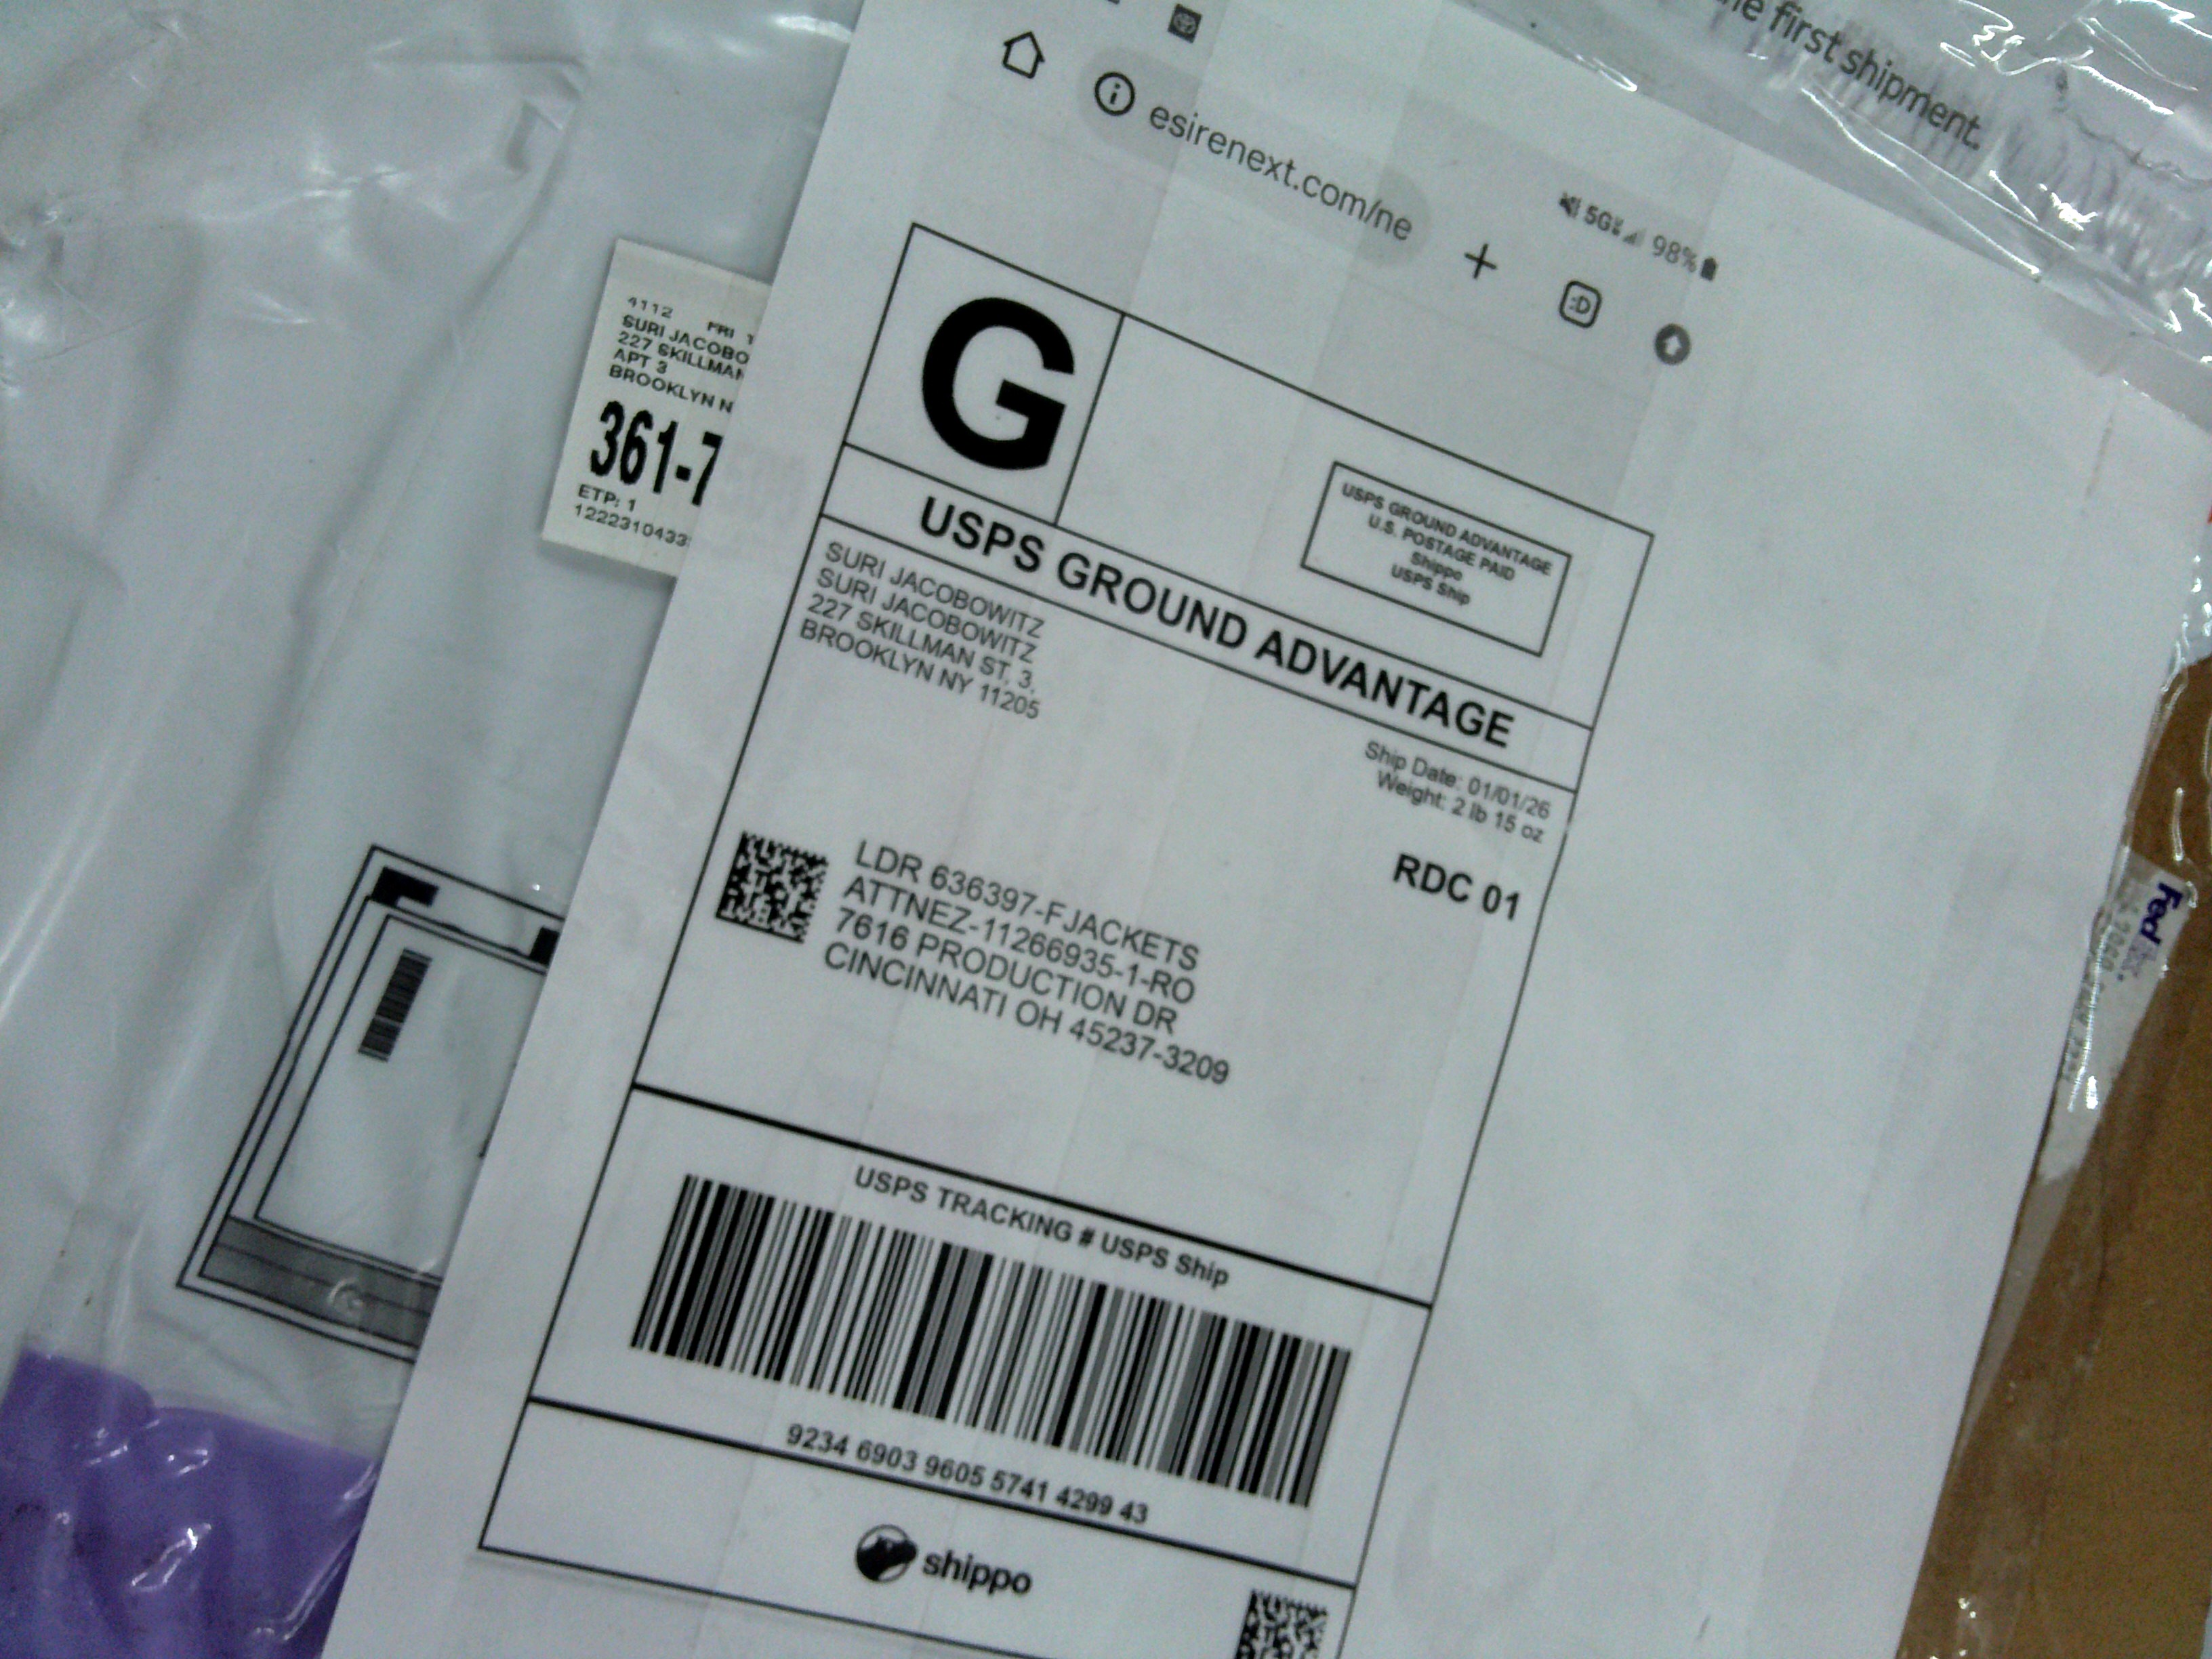 he first shipment.
esirenext.com/ne
5G 98%
:D
4112 FRI
SURI JACOBO
227 SKILLMAN
APT 3
BROOKLYN N
361-7
ETP: 1
1222310433
G
USPS GROUND ADVANTAGE
U.S. POSTAGE PAID
Shippo
USPS Ship
USPS GROUND ADVANTAGE
SURI JACOBOWITZ
SURI JACOBOWITZ
227 SKILLMAN ST, 3,
BROOKLYN NY 11205
Ship Date: 01/01/26
Weight: 2 lb 15 oz
RDC 01
LDR 636397-FJACKETS
ATTNEZ-11266935-1-RO
7616 PRODUCTION DR
CINCINNATI OH 45237-3209
USPS TRACKING # USPS Ship
9234 6903 9605 5741 4299 43
shippo
Fed